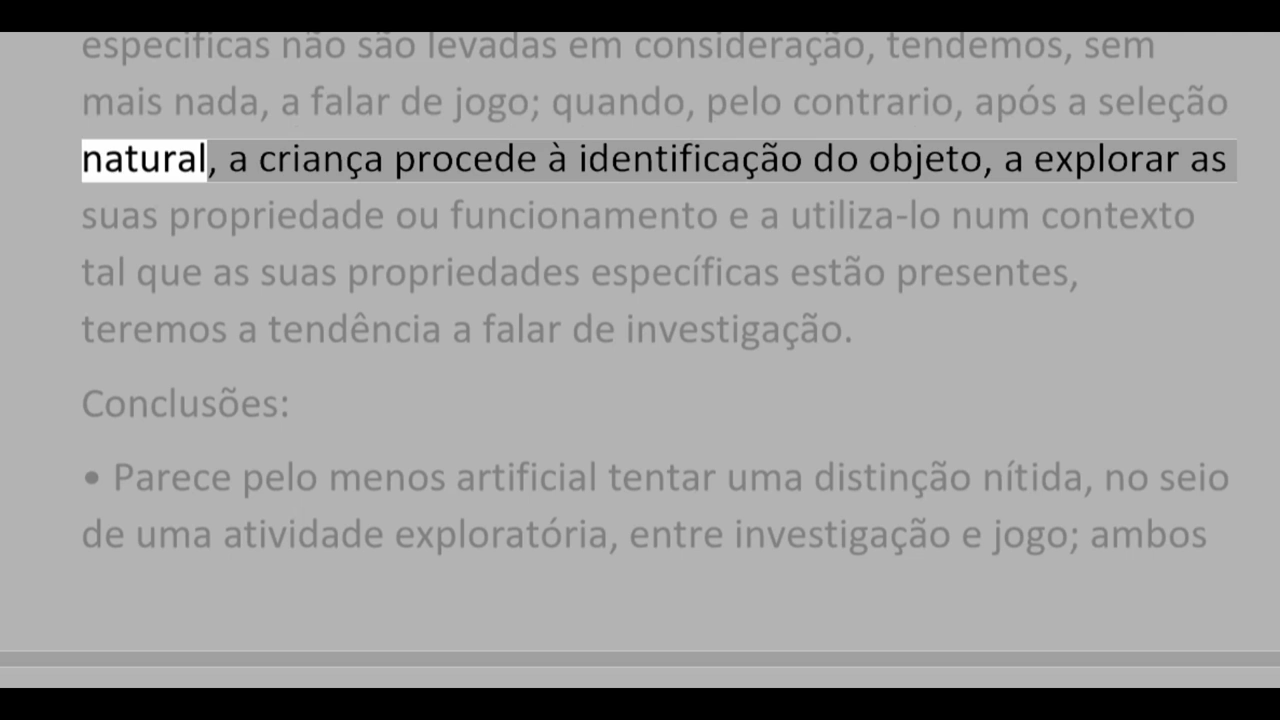 específicas não são levadas em consideração, tendemos, sem
mais nada, a falar de jogo; quando, pelo contrario, após a seleção
natural, a criança procede à identificação do objeto, a explorar as
suas propriedade ou funcionamento e a utiliza-lo num contexto
tal que as suas propriedades específicas estão presentes,
teremos a tendência a falar de investigação.
Conclusões:
• Parece pelo menos artificial tentar uma distinção nítida, no seio
de uma atividade exploratória, entre investigação e jogo; ambos